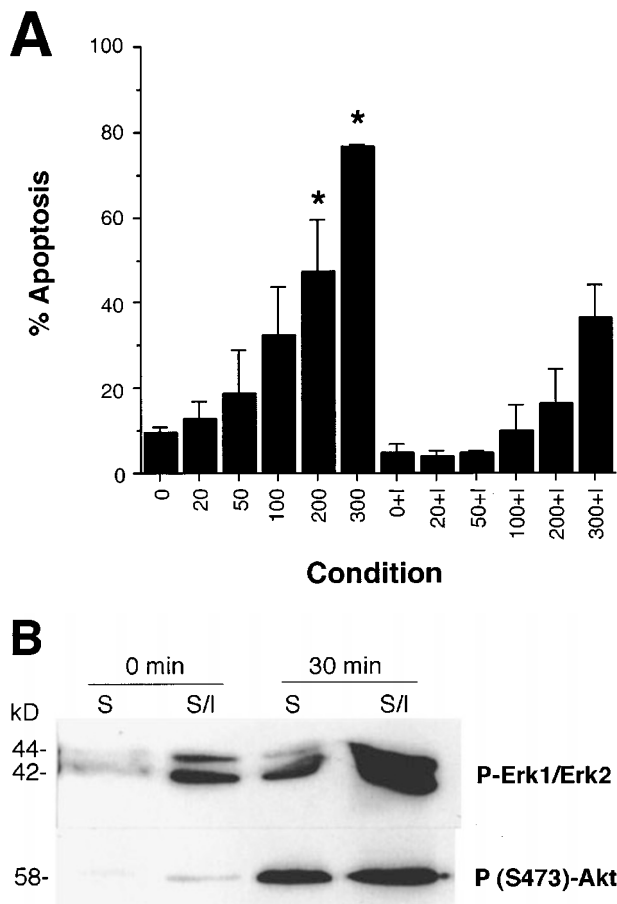 A
% Apoptosis
100
80
60
40
20
0
*
*
0
20
50
100
200
300
0+I
20+I
50+I
100+I
200+I
300+I
Condition
B
0 min
30 min
kD
S
S/I
S
S/I
44-
42-
P-Erk1/Erk2
58-
P (S473)-Akt